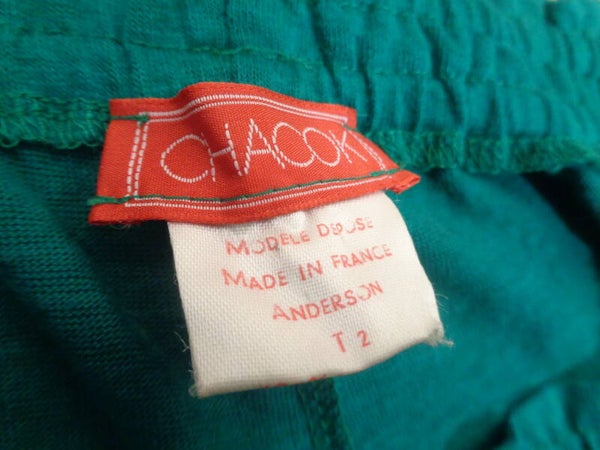 CHACOK
MODELE DEPOSE
MADE IN FRANCE
ANDERSON
T 2